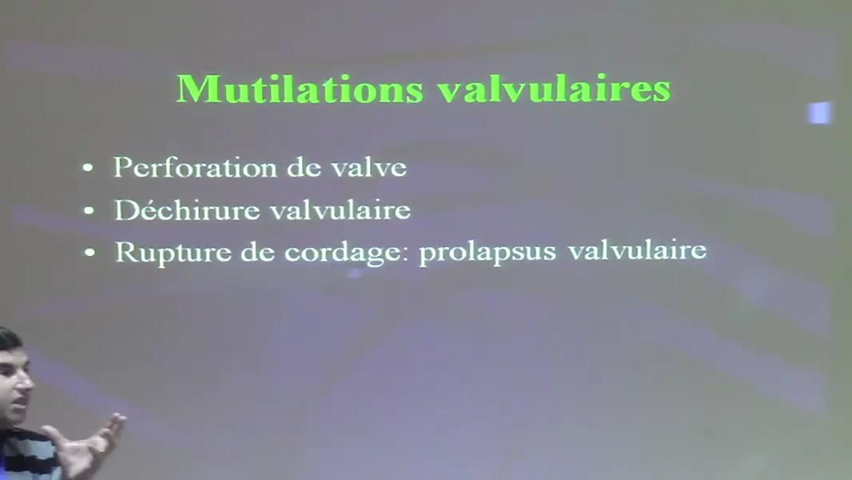 Mutilations valvulaires
• Perforation de valve
• Déchirure valvulaire
• Rupture de cordage: prolapsus valvulaire